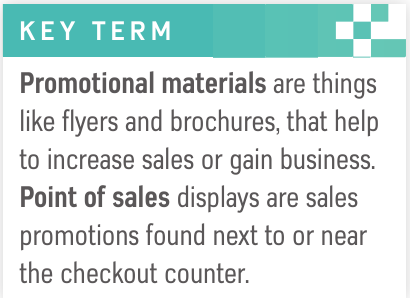 KEY TERM
Promotional materials are things
like flyers and brochures, that help
to increase sales or gain business.
Point of sales displays are sales
promotions found next to or near
the checkout counter.